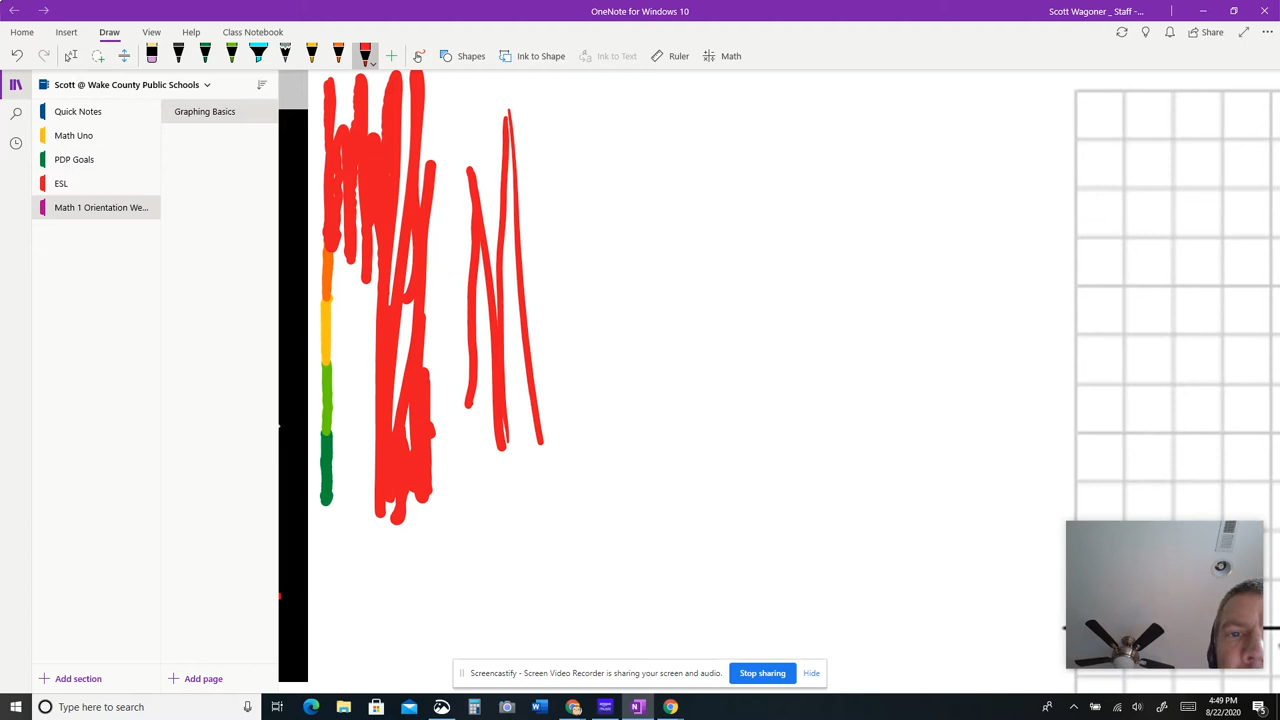 OneNote for Windows 10
Scott Wagoner _ Staff -...
Home Insert Draw View Help Class Notebook
Share
Shapes Ink to Shape Ink to Text Ruler Math
Scott @ Wake County Public Schools
Quick Notes
Graphing Basics
Math Uno
PDP Goals
ESL
Math 1 Orientation We...
Add section
Add page
Screencastify - Screen Video Recorder is sharing your screen and audio.
Stop sharing
Hide
Type here to search
4:49 PM
8/22/2020